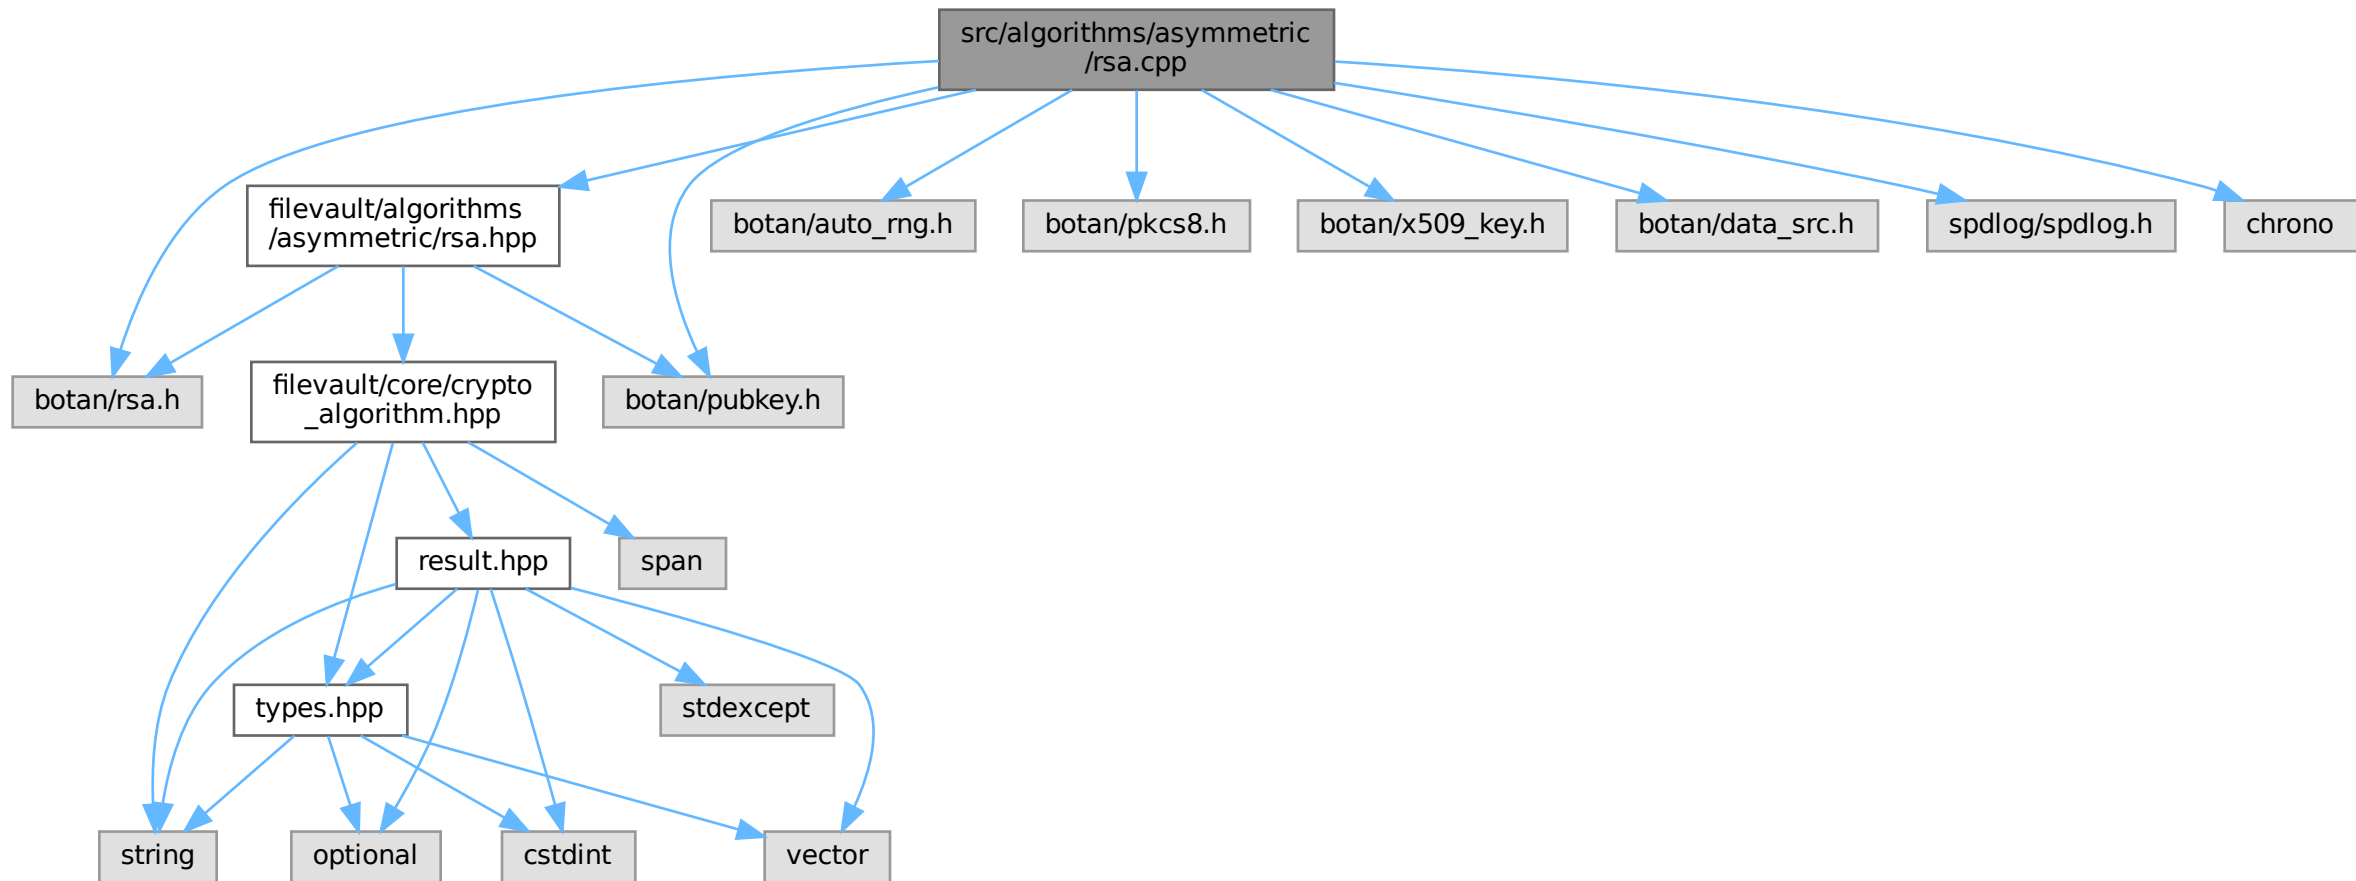 src/algorithms/asymmetric
/rsa.cpp
filevault/algorithms
/asymmetric/rsa.hpp
botan/auto_rng.h
botan/pkcs8.h
botan/x509_key.h
botan/data_src.h
spdlog/spdlog.h
chrono
botan/rsa.h
filevault/core/crypto
_algorithm.hpp
botan/pubkey.h
result.hpp
span
types.hpp
stdexcept
string
optional
cstdint
vector